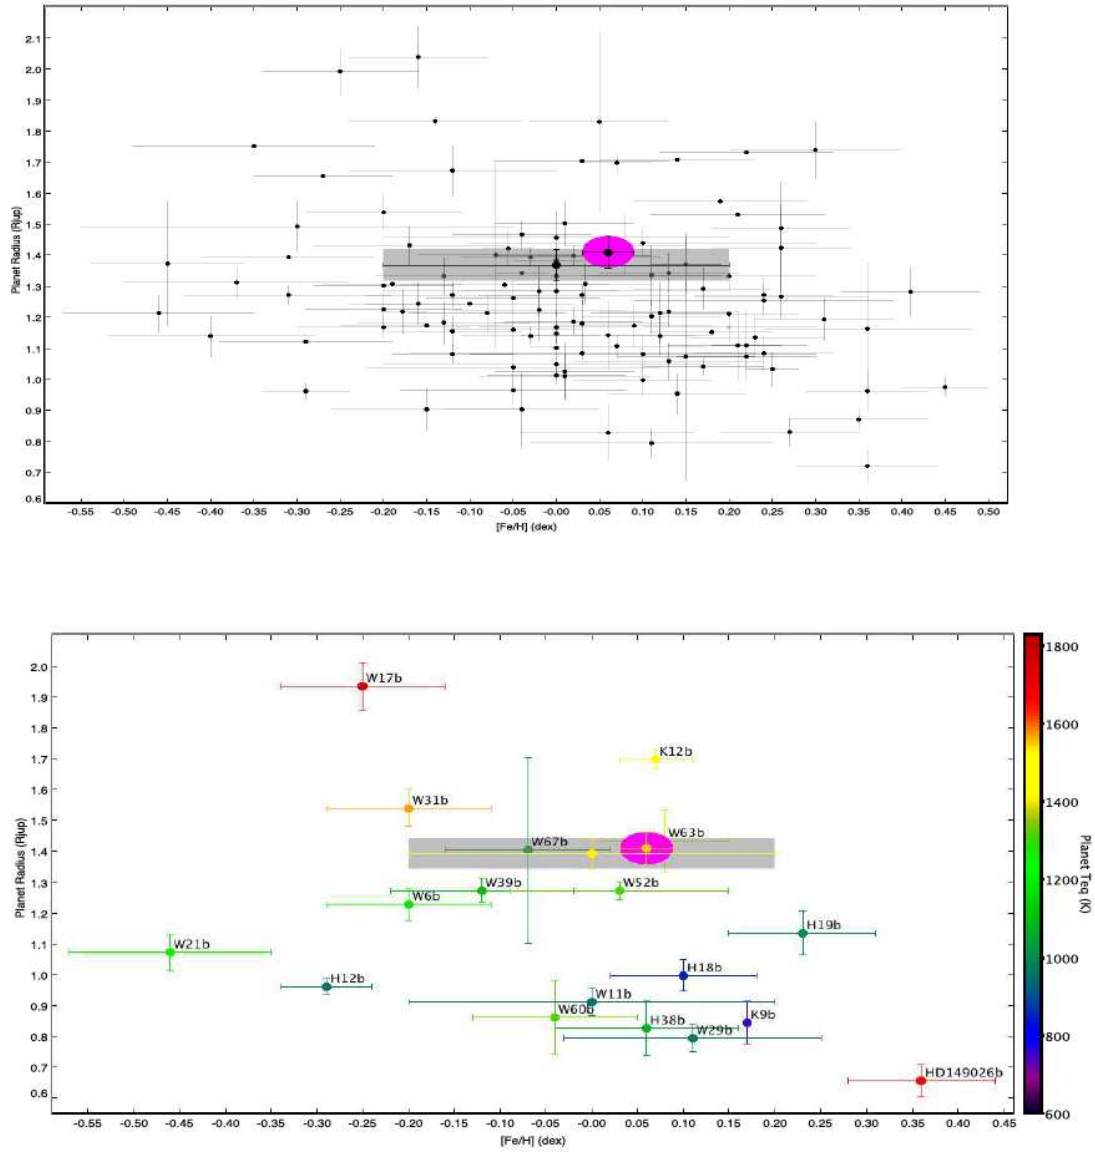 2.1
2.0
1.9
1.8
1.7
1.6
1.5
1.4
1.3
1.2
1.1
1.0
0.9
0.8
0.7
0.6
Planet Radius (Rjup)
-0.55 -0.50 -0.45 -0.40 -0.35 -0.30 -0.25 -0.20 -0.15 -0.10 -0.05 -0.00 0.05 0.10 0.15 0.20 0.25 0.30 0.35 0.40 0.45 0.50
[Fe/H] (dex)
2.0
1.9
1.8
1.7
1.6
1.5
1.4
1.3
1.2
1.1
1.0
0.9
0.8
0.7
0.6
Planet Radius (Rjup)
W17b
K12b
W31b
W63b
W67b
W39b
W52b
W6b
H19b
W21b
H18b
H12b
W11b
W60b
K9b
H38b
W29b
HD149026b
-0.55 -0.50 -0.45 -0.40 -0.35 -0.30 -0.25 -0.20 -0.15 -0.10 -0.05 -0.00 0.05 0.10 0.15 0.20 0.25 0.30 0.35 0.40 0.45
[Fe/H] (dex)
1800
1600
1400
1200
1000
800
600
Planet Teq (K)